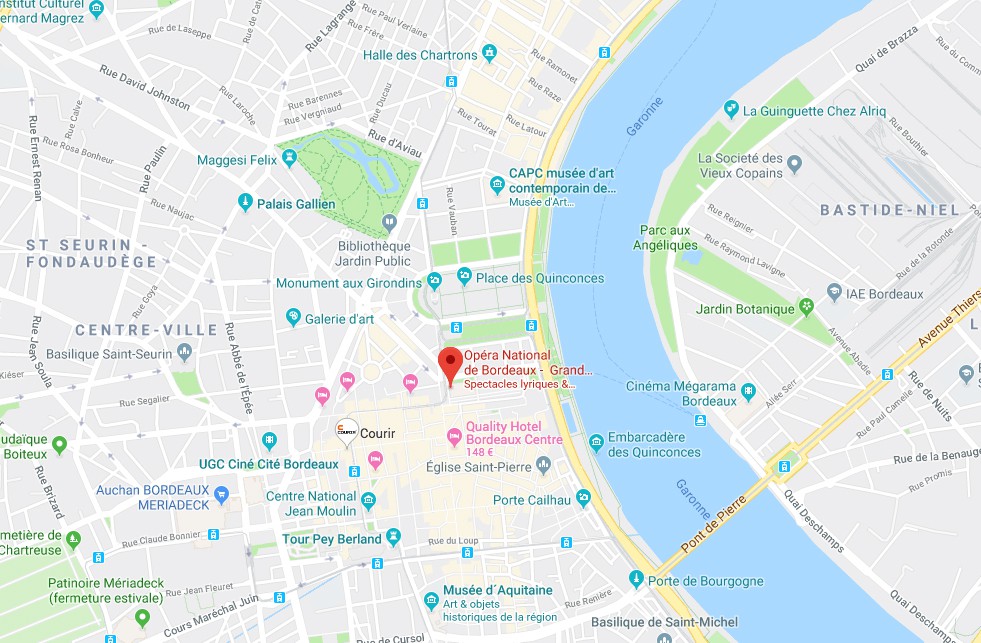 nstitut Culturel
ernard Magrez
Rue de Laseppe
Rue Lagrange
Rue Paul Verlaine
Rue Frère
Halle des Chartrons
Rue Ramonet
Rue Raze
Quai de Brazza
Rue David Johnston
Rue Laroche
Rue Barennes
Rue Vergniaud
Rue Ducau
Rue Tourat
Rue Latour
Garonne
La Guinguette Chez Alriq
Rue Bouthier
Rue Ernest Renan
Rue Calve
Rue Rosa Bonheur
Rue Paulin
Rue d'Aviau
Maggesi Felix
La Societé des
Vieux Copains
CAPC musée d'art
contemporain de...
Musée d'Art...
Palais Gallien
Rue Naujac
Rue Vauban
Bibliothèque
Jardin Public
BASTIDE-NIEL
Rue Reignier
Rue Raymond Lavigne
Rue de la Rotonde
Parc aux
Angéliques
ST SEURIN -
FONDAUDÈGE
Monument aux Girondins
Place des Quinconces
Rue Goya
IAE Bordeaux
Jardin Botanique
Avenue Thiers
Galerie d'art
CENTRE-VILLE
Rue Jean Soula
Basilique Saint-Seurin
Rue Abbé de l'Épée
Avenue Abadie
Opéra National
de Bordeaux - Grand...
Spectacles lyriques &...
Kiéser
Rue Segalier
Cinéma Mégarama
Bordeaux
Allée Serr
Rue de Nuits
Rue Paul Camelle
COURIR
Courir
Quality Hotel
Bordeaux Centre
148 €
Embarcadère
des Quinconces
udaïque
Boiteux
UGC Ciné Cité Bordeaux
Église Saint-Pierre
Rue de la Benauge
Rue Promis
Rue Brizard
Auchan BORDEAUX
MERIADECK
Centre National
Jean Moulin
Porte Cailhau
Garonne
Pont de Pierre
Quai Deschamps
metière de
Chartreuse
Rue Claude Bonnier
Tour Pey Berland
Rue du Loup
Patinoire Mériadeck
(fermeture estivale)
Rue Jean Fleuret
Cours Maréchal Juin
Musée d´Aquitaine
Art & objets
historiques de la région
Porte de Bourgogne
Rue Renière
Quai Deschamps
Rue de Cursol
Basilique de Saint-Michel